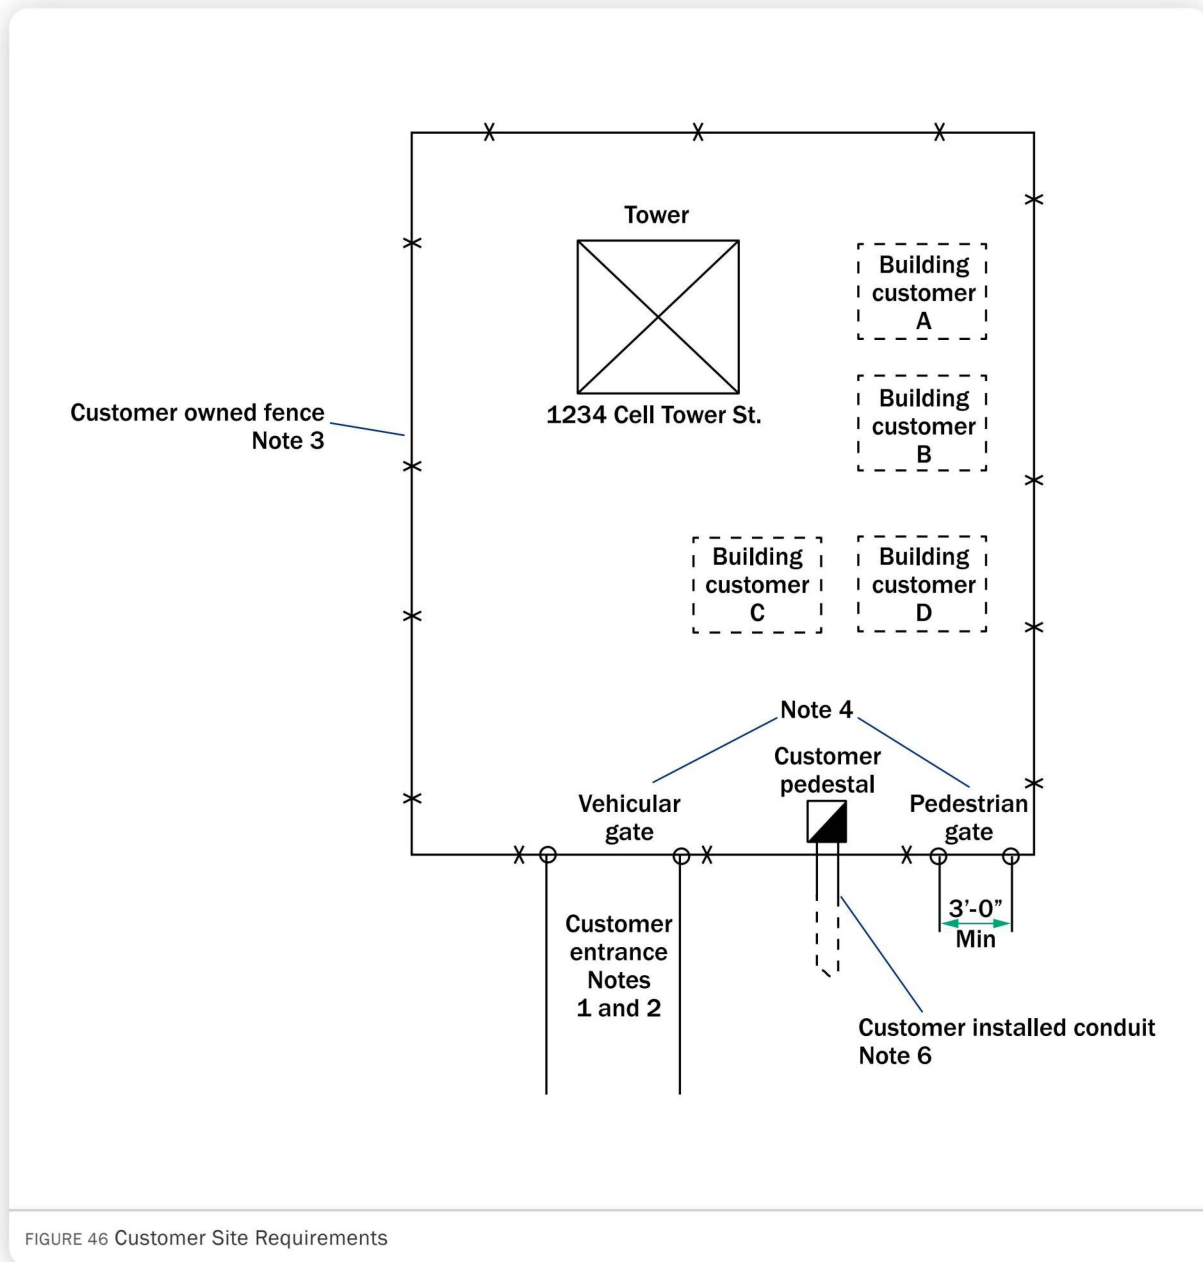 Tower
Building
customer
A
1234 Cell Tower St.
Building
customer
B
Customer owned fence
Note 3
Building
customer
C
Building
customer
D
Note 4
Customer
pedestal
Vehicular
gate
Pedestrian
gate
Customer
entrance
Notes
1 and 2
3’-0”
Min
Customer installed conduit
Note 6
FIGURE 46 Customer Site Requirements